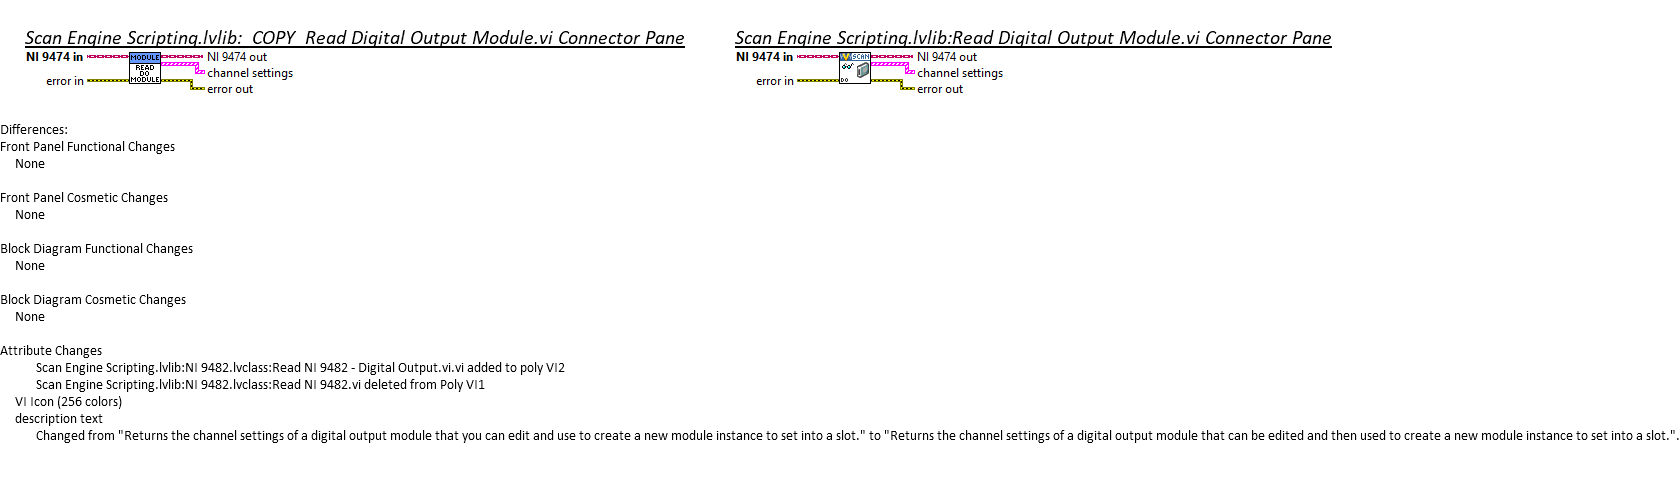 Scan Engine Scripting.lvlib:_COPY_Read Digital Output Module.vi Connector Pane
NI 9474 in
MODULE
READ
DO
MODULE
NI 9474 out
channel settings
error in
error out
Scan Engine Scripting.lvlib:Read Digital Output Module.vi Connector Pane
NI 9474 in
SCAN
DO
NI 9474 out
channel settings
error in
error out
Differences:
Front Panel Functional Changes
None
Front Panel Cosmetic Changes
None
Block Diagram Functional Changes
None
Block Diagram Cosmetic Changes
None
Attribute Changes
Scan Engine Scripting.lvlib:NI 9482.lvclass:Read NI 9482 - Digital Output.vi.vi added to poly VI2
Scan Engine Scripting.lvlib:NI 9482.lvclass:Read NI 9482.vi deleted from Poly VI1
VI Icon (256 colors)
description text
Changed from "Returns the channel settings of a digital output module that you can edit and use to create a new module instance to set into a slot." to "Returns the channel settings of a digital output module that can be edited and then used to create a new module instance to set into a slot.".